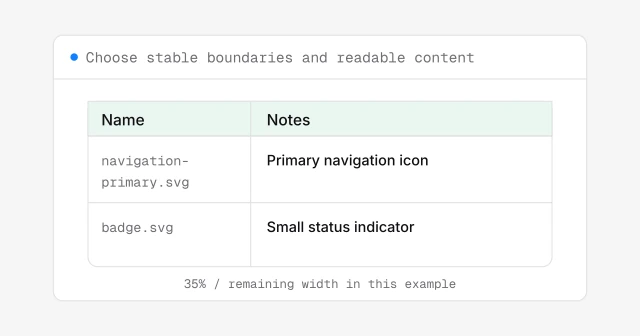 Choose stable boundaries and readable content
Name Notes
navigation- Primary navigation icon
primary.svg
badge.svg Small status indicator
35% / remaining width in this example